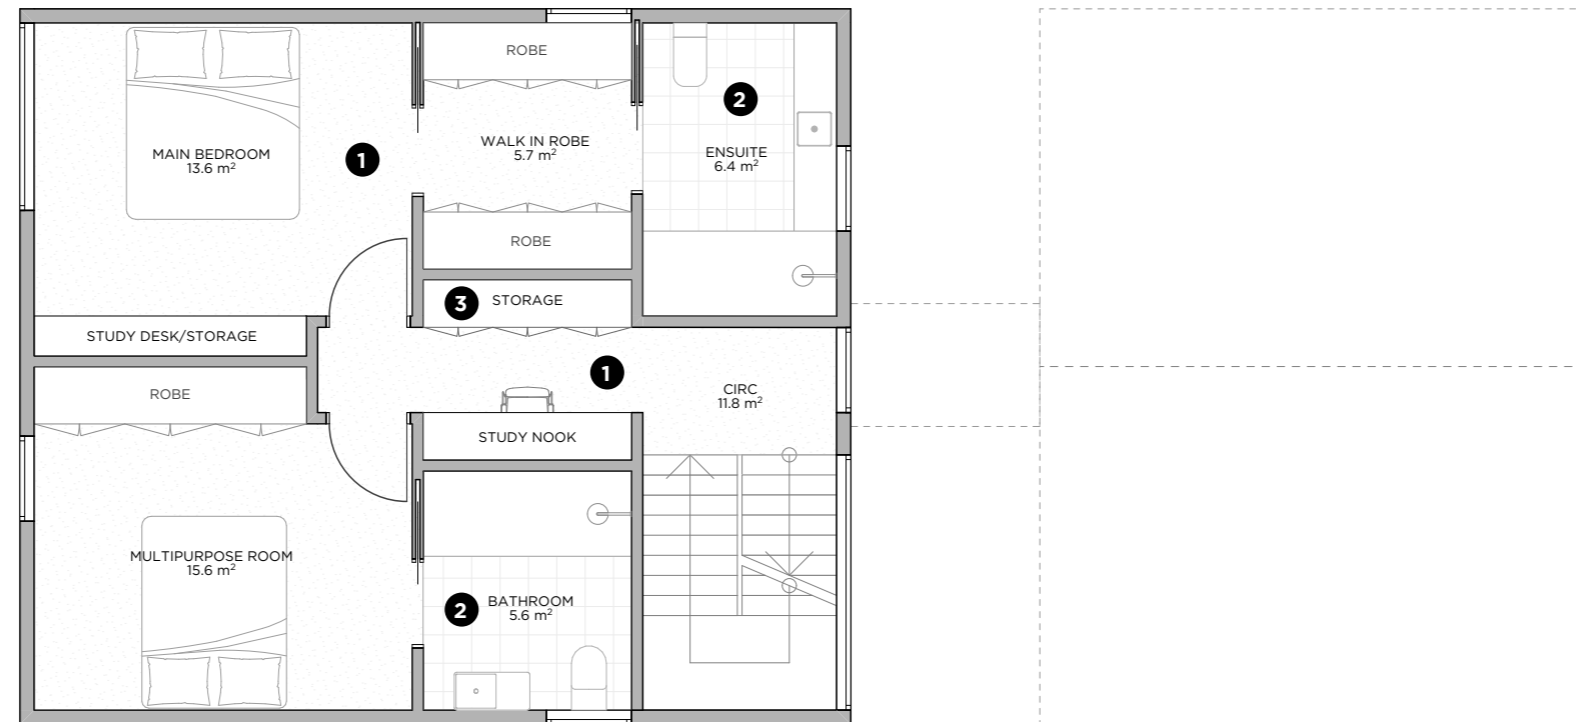 ROBE
2
WALK IN ROBE
5.7 m²
MAIN BEDROOM
13.6 m²
1
ENSUITE
6.4 m²
ROBE
3
STORAGE
STUDY DESK/STORAGE
1
ROBE
CIRC
11.8 m²
STUDY NOOK
MULTIPURPOSE ROOM
15.6 m²
2
BATHROOM
5.6 m²